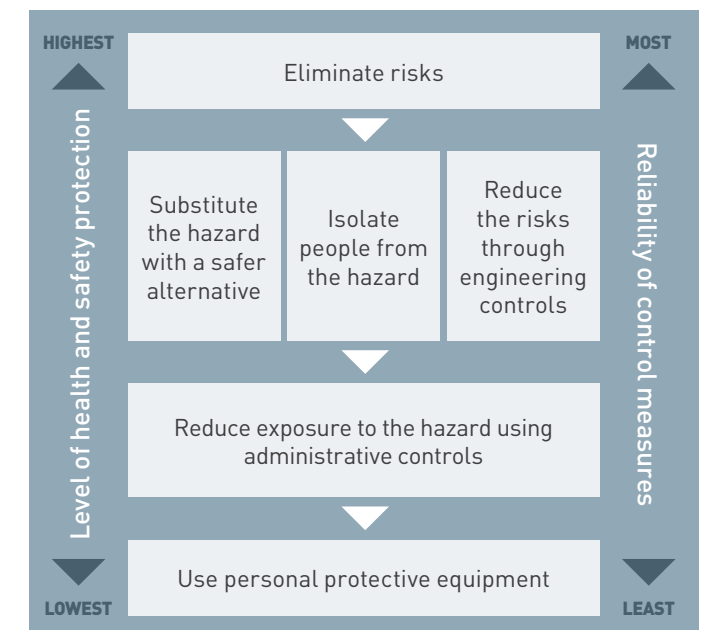 HIGHEST
MOST
Eliminate risks
Level of health and safety protection
Substitute
the hazard
with a safer
alternative
Isolate
people from
the hazard
Reduce
the risks
through
engineering
controls
Reliability of control measures
Reduce exposure to the hazard using
administrative controls
Use personal protective equipment
LOWEST
LEAST